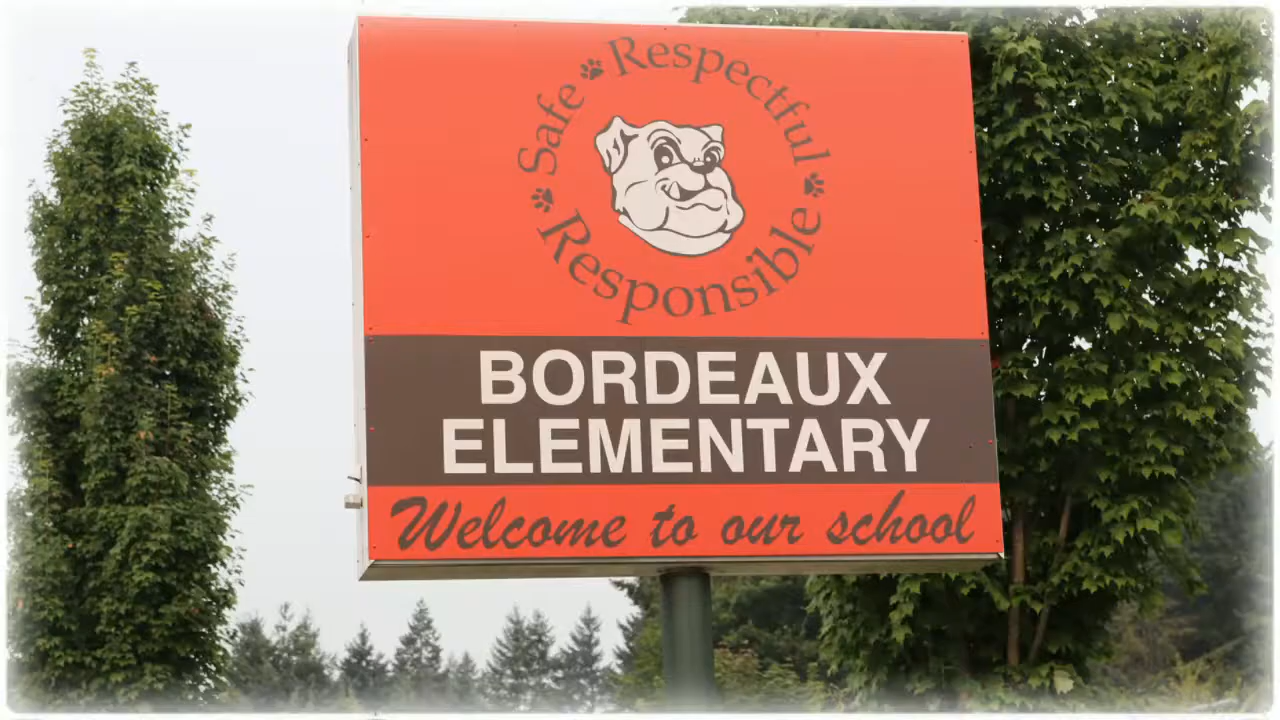 Safe Respectful
Responsible
BORDEAUX
ELEMENTARY
Welcome to our school